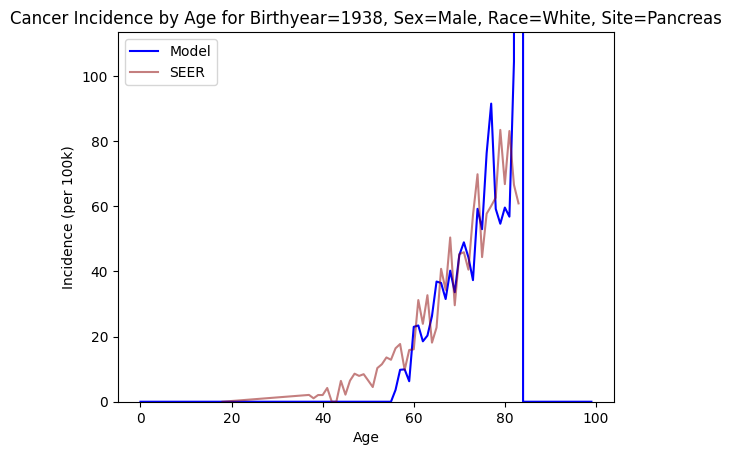 Cancer Incidence by Age for Birthyear=1938, Sex=Male, Race=White, Site=Pancreas
Model
SEER
Incidence (per 100k)
100
80
60
40
20
0
0 20 40 60 80 100
Age